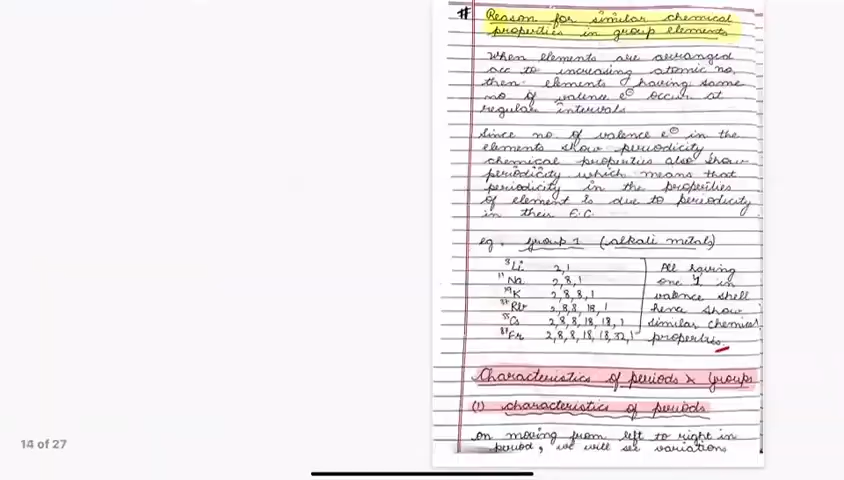 # Reason for similar chemical
properties in group elements
When elements are arranged
acc to increasing atomic no,
then elements having same
no of valence e⊖ occur at
regular intervals
Since no of valence e⊖ in the
elements show periodicity
chemical properties also show
periodicity which means that
periodicity in the properties
of element is due to periodicity
in their E.C.
eg. group 1 (alkali metals)
³Li 2,1 All having
¹¹Na 2,8,1 one 1 in
¹⁹K 2,8,8,1 valence shell
³⁷Rb 2,8,8,18,1 hence show
⁵⁵Cs 2,8,8,18,18,1 similar chemical
⁸⁷Fr 2,8,8,18,18,32,1 properties.
Characteristics of periods & groups
(1) characteristics of periods
14 of 27
on moving from left to right in
period, we will see variations